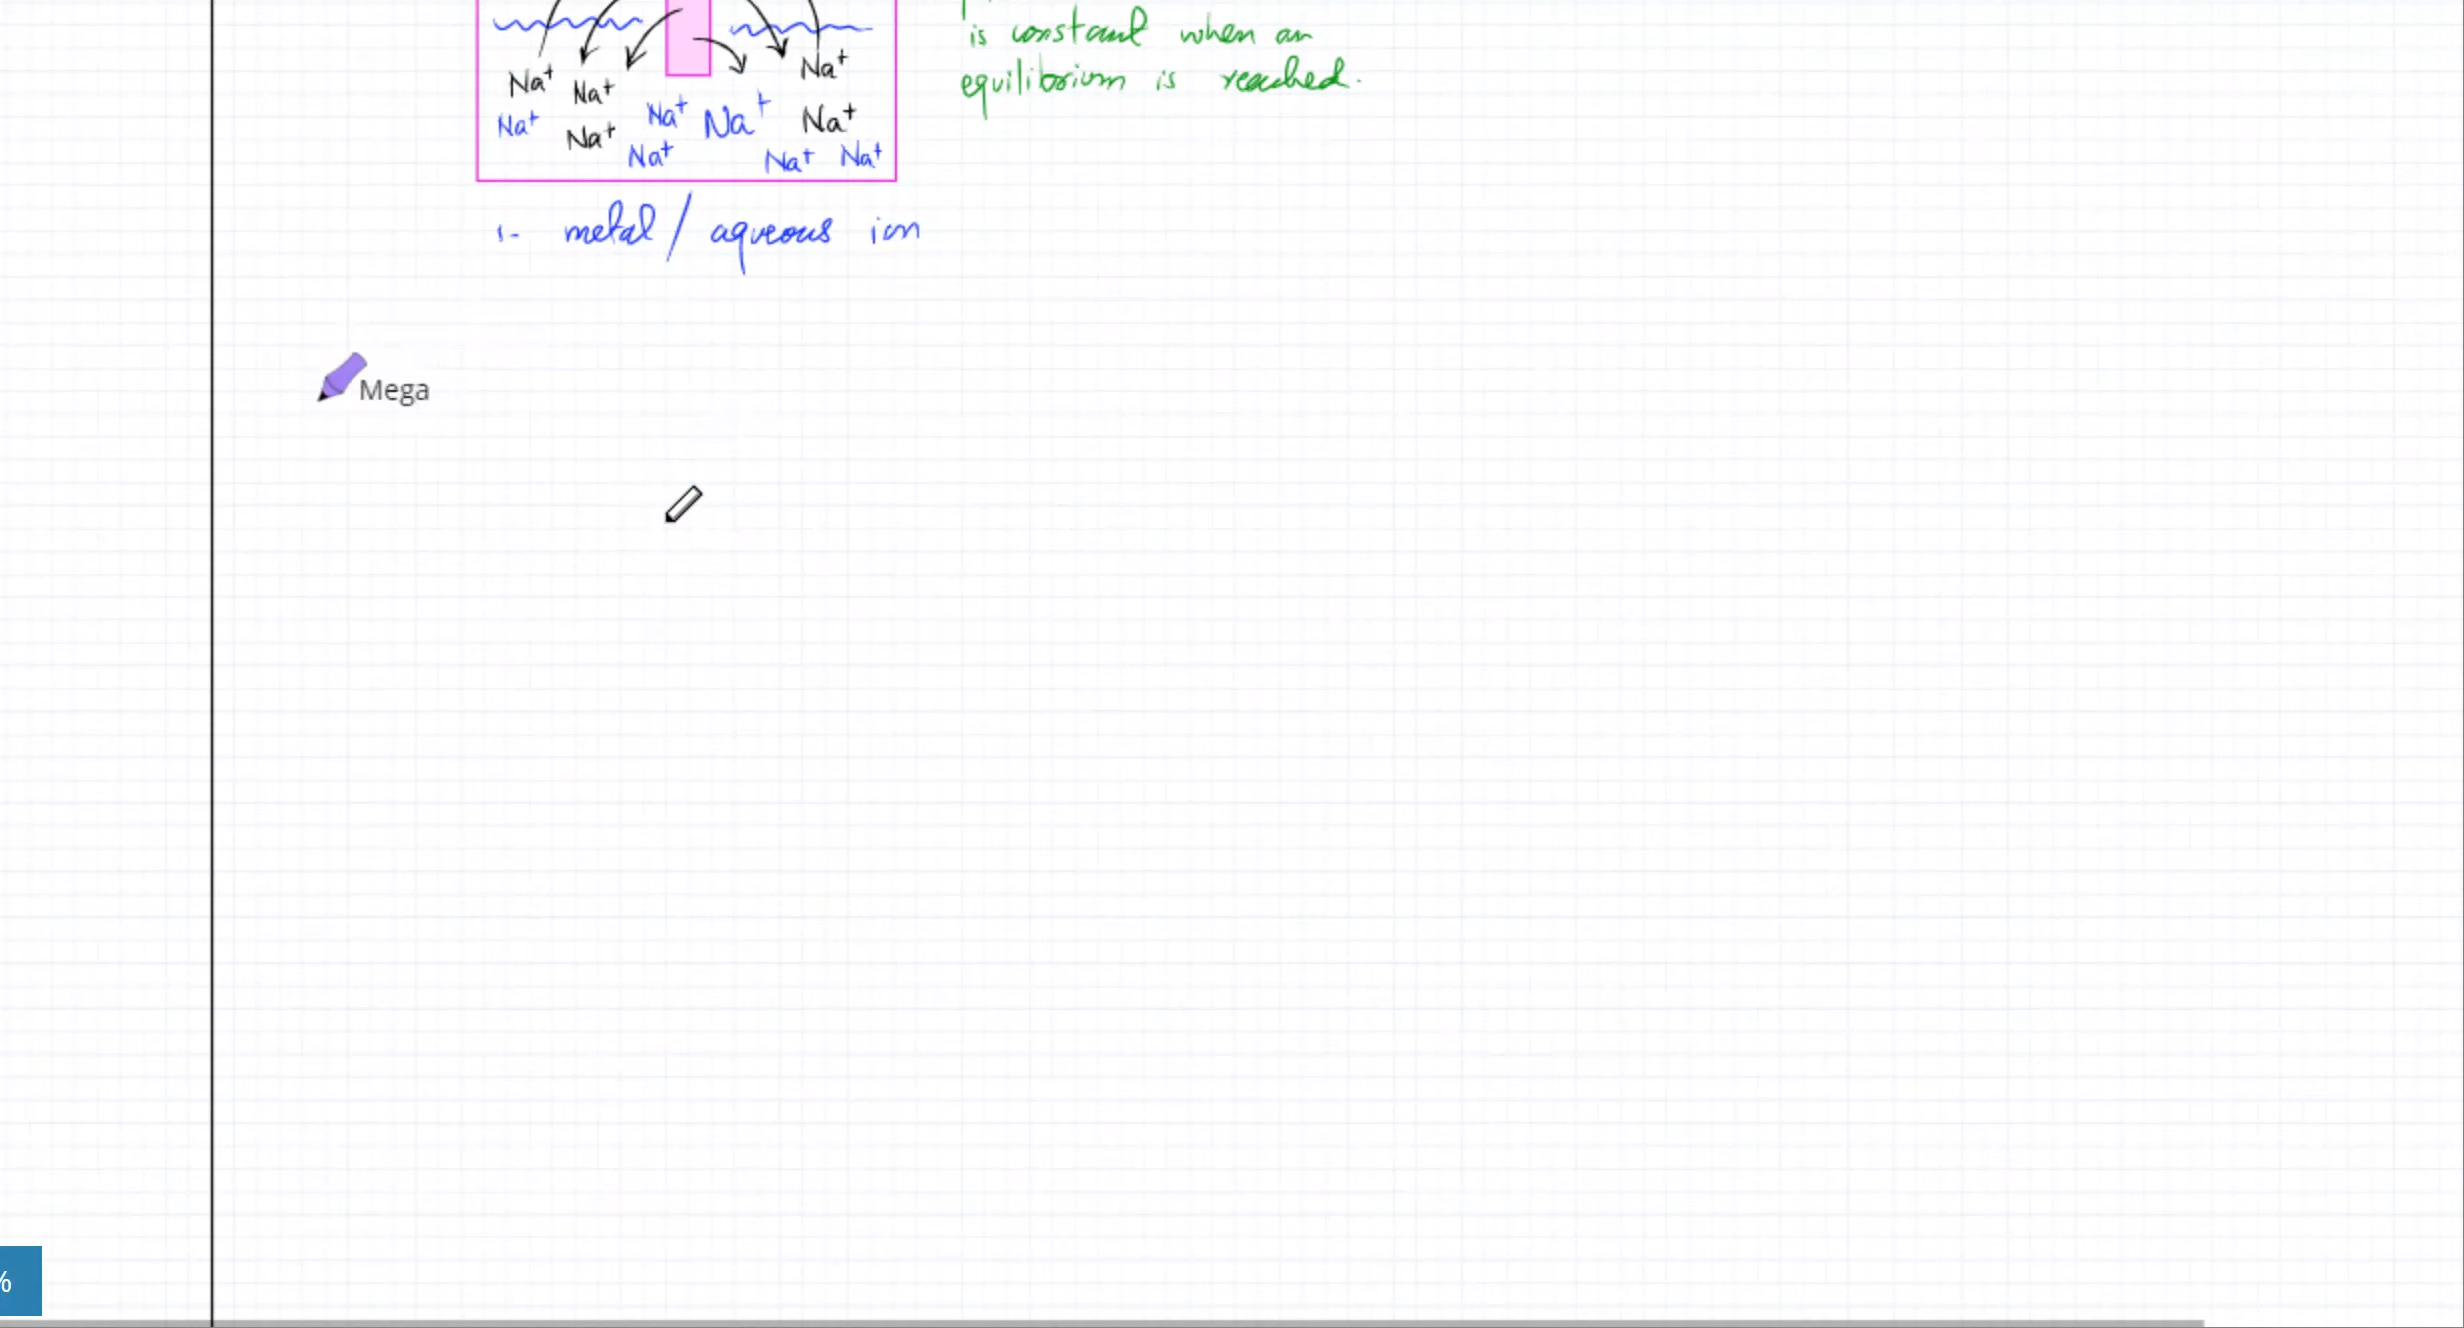 is constant when an
equilibrium is reached.
Na⁺ Na⁺ Na⁺
Na⁺ Na⁺ Na⁺ Na⁺ Na⁺
Na⁺ Na⁺ Na⁺
1- metal / aqueous ion
Mega
%